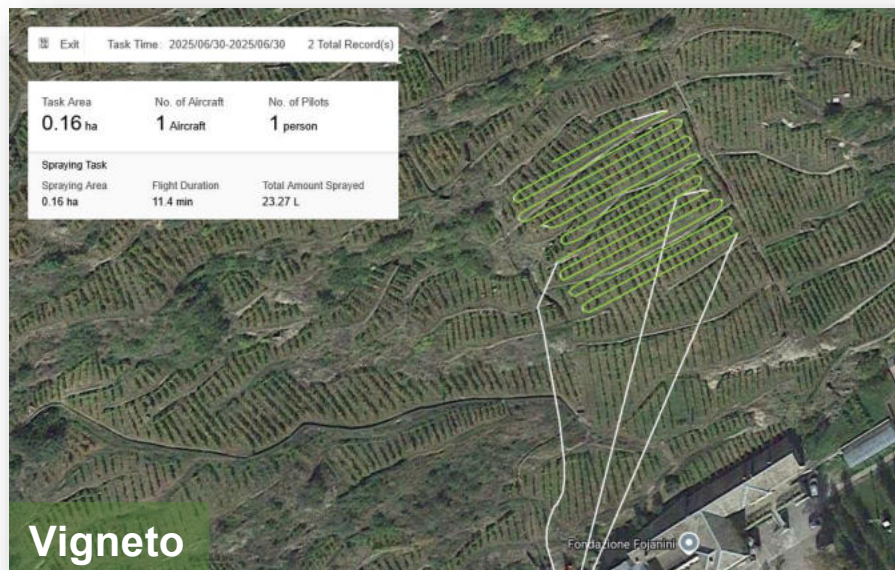 Exit Task Time: 2025/06/30-2025/06/30 2 Total Record(s)
Task Area No. of Aircraft No. of Pilots
0.16 ha 1 Aircraft 1 person
Spraying Task
Spraying Area Flight Duration Total Amount Sprayed
0.16 ha 11.4 min 23.27 L
Fondazione Fojanini
Vigneto